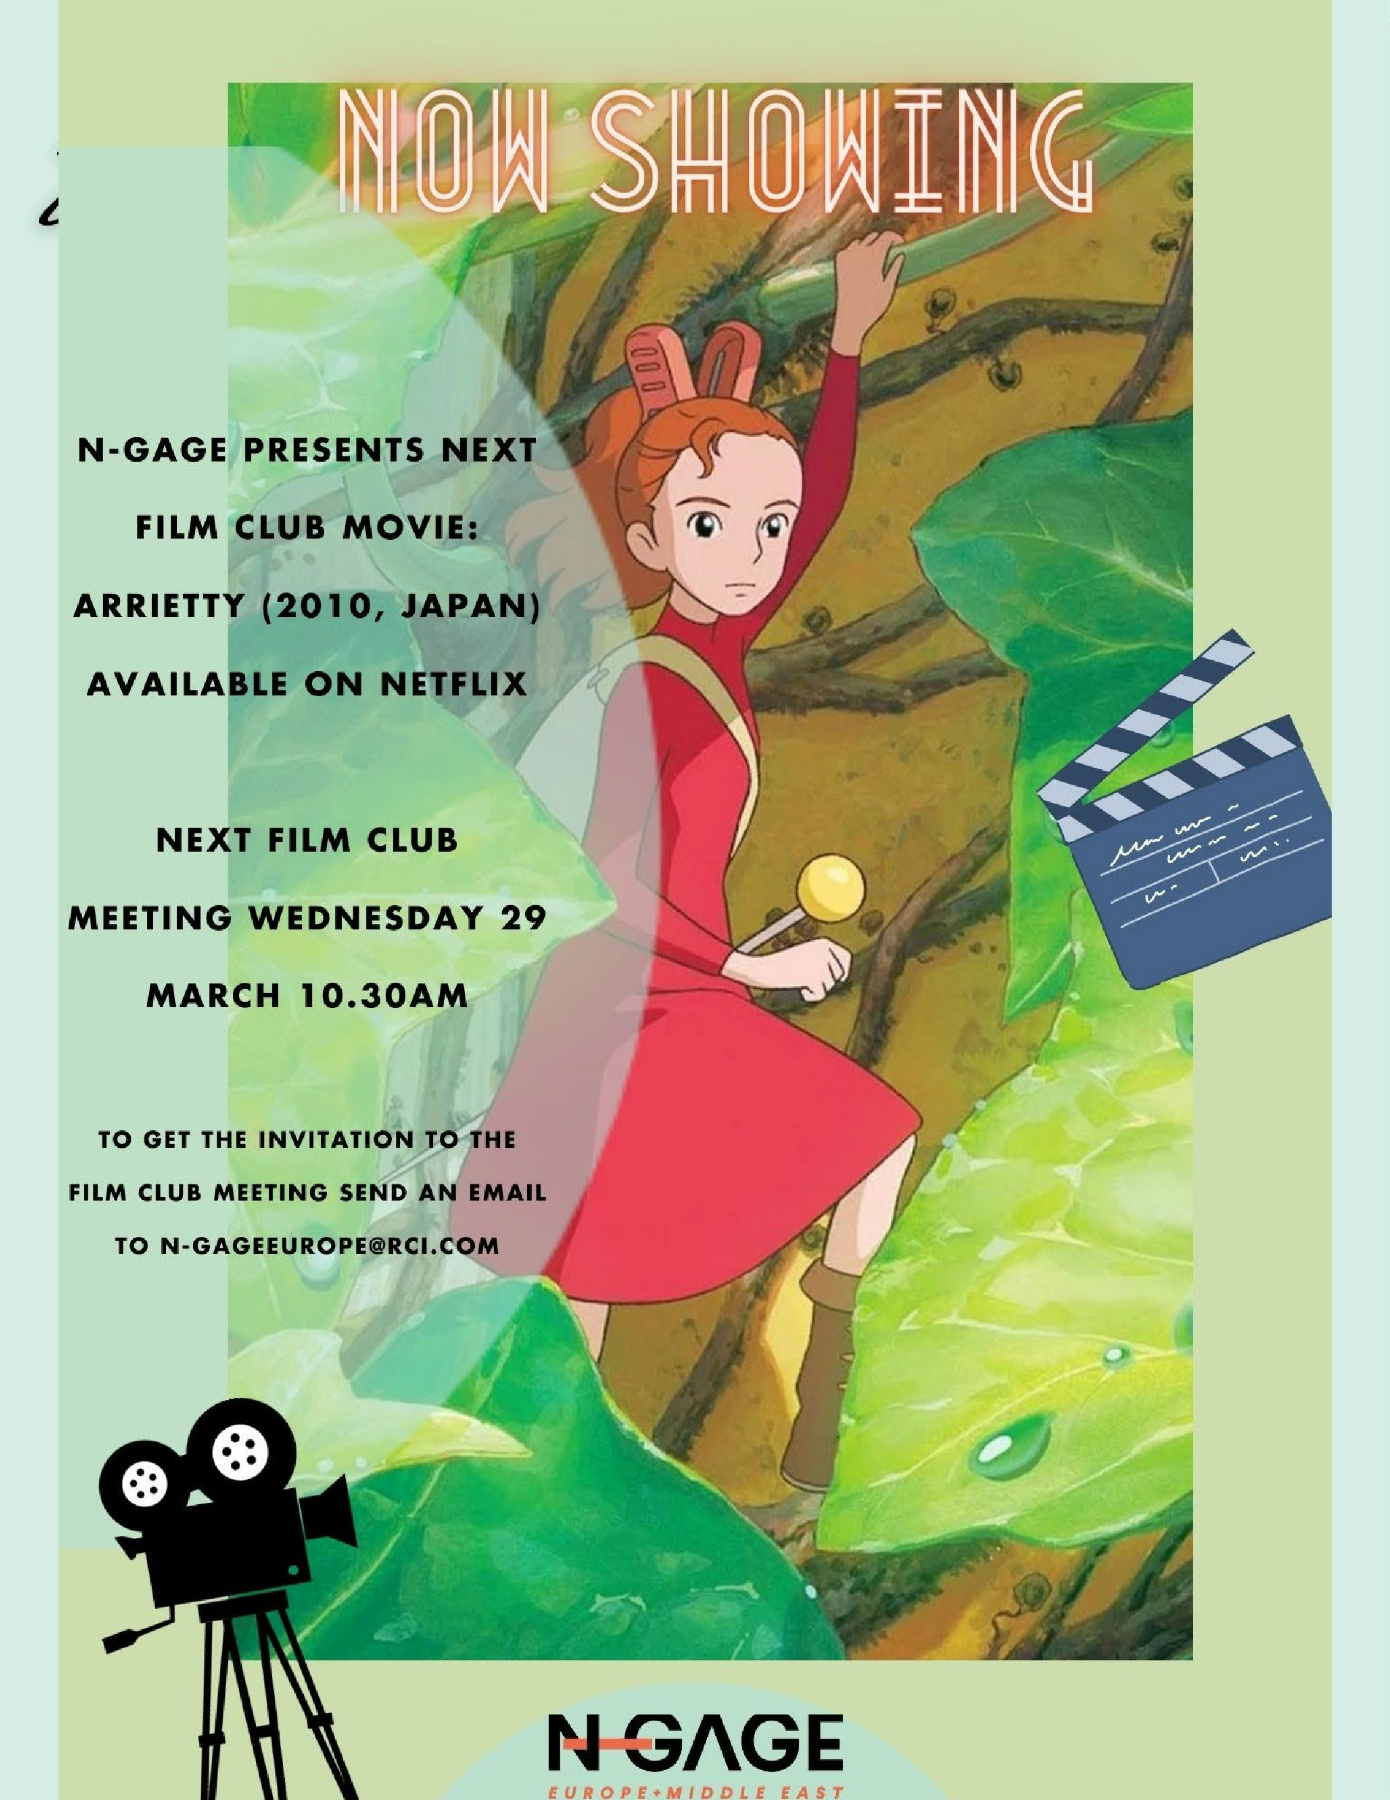 NOW SHOWING
N-GAGE PRESENTS NEXT
FILM CLUB MOVIE:
ARRIETTY (2010, JAPAN)
AVAILABLE ON NETFLIX
NEXT FILM CLUB
MEETING WEDNESDAY 29
MARCH 10.30AM
TO GET THE INVITATION TO THE
FILM CLUB MEETING SEND AN EMAIL
TO N-GAGEEUROPE@RCI.COM
N-GAGE
EUROPE+MIDDLE EAST